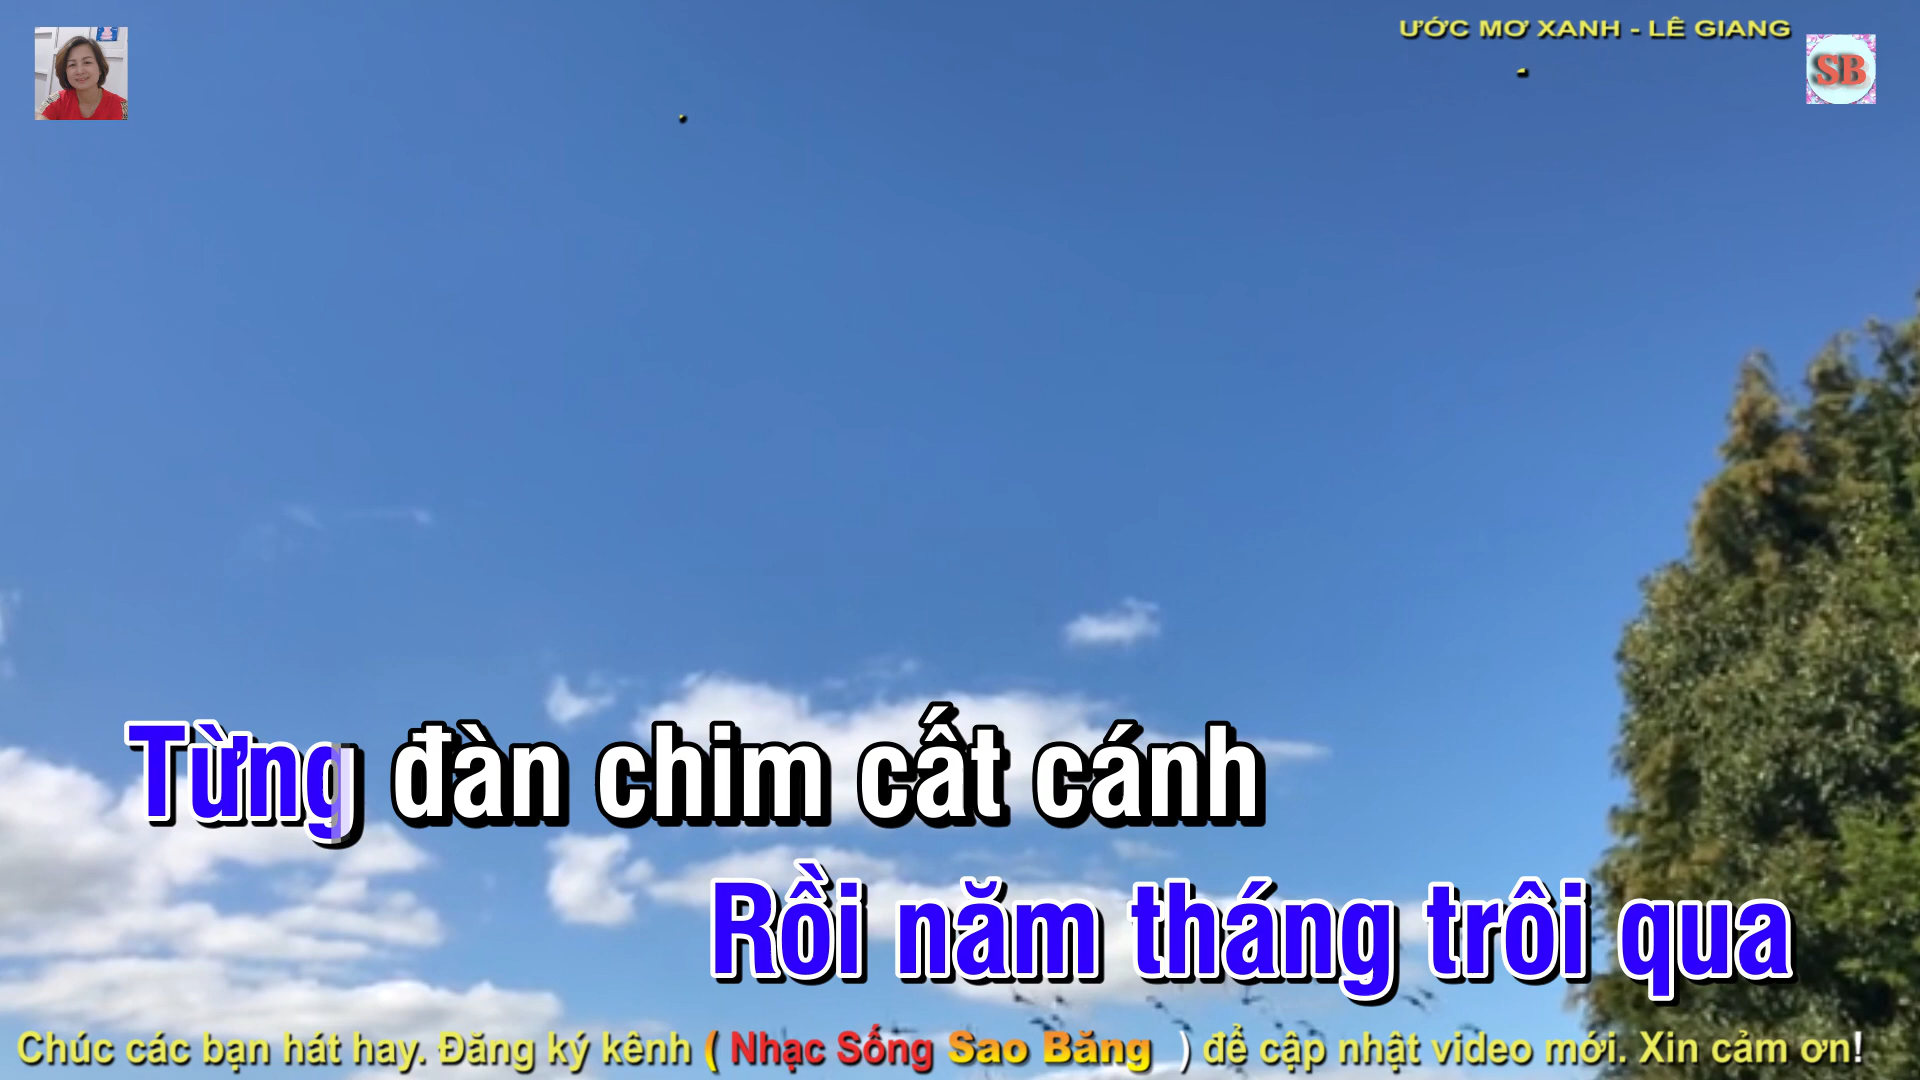 ƯỚC MƠ XANH - LÊ GIANG
SB
Từng đàn chim cất cánh
Rồi năm tháng trôi qua
Chúc các bạn hát hay. Đăng ký kênh ( Nhạc Sống Sao Băng ) để cập nhật video mới. Xin cảm ơn!